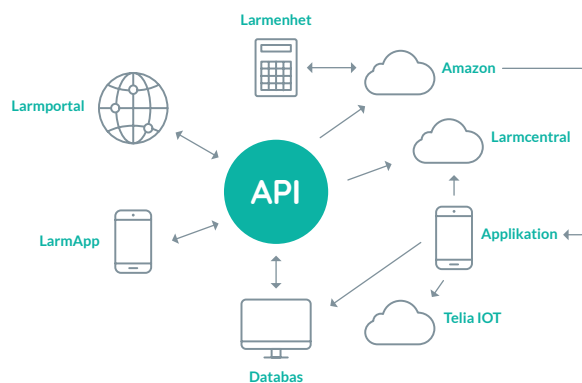 Larmenhet
Amazon
Larmportal
Larmcentral
API
LarmApp
Applikation
Telia IOT
Databas